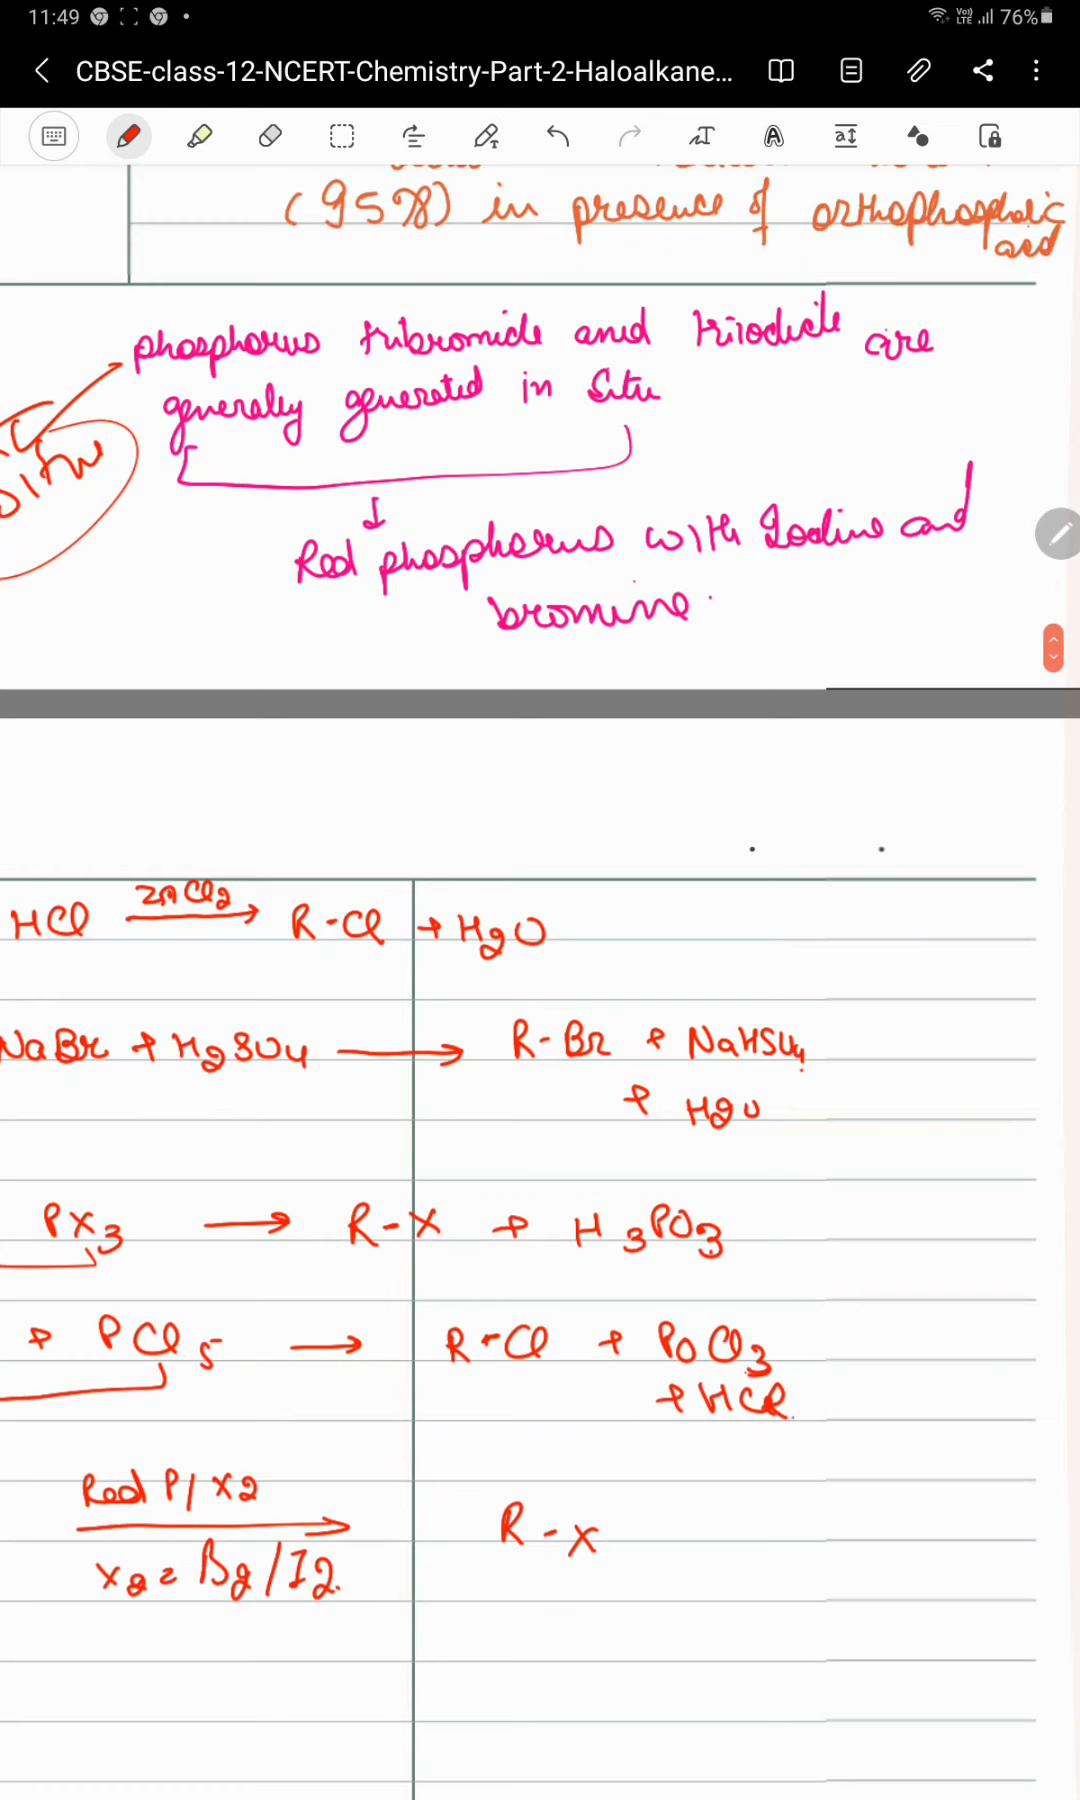 11:49
Vo)) LTE 76%
CBSE-class-12-NCERT-Chemistry-Part-2-Haloalkane...
(95%) in presence of orthophosphoric
acid
phosphorus tribromide and triiodide are
generally generated in Situ
Red phosphorus with Iodine and
bromine.
HCl ZnCl2 → R-Cl + H2O
NaBr + H2SO4 → R-Br + NaHSO4
+ H2O
PX3 → R-X + H3PO3
+ PCl5 → R-Cl + POCl3
+ HCl.
Red P/X2
R-X
X2 = Br2/I2.